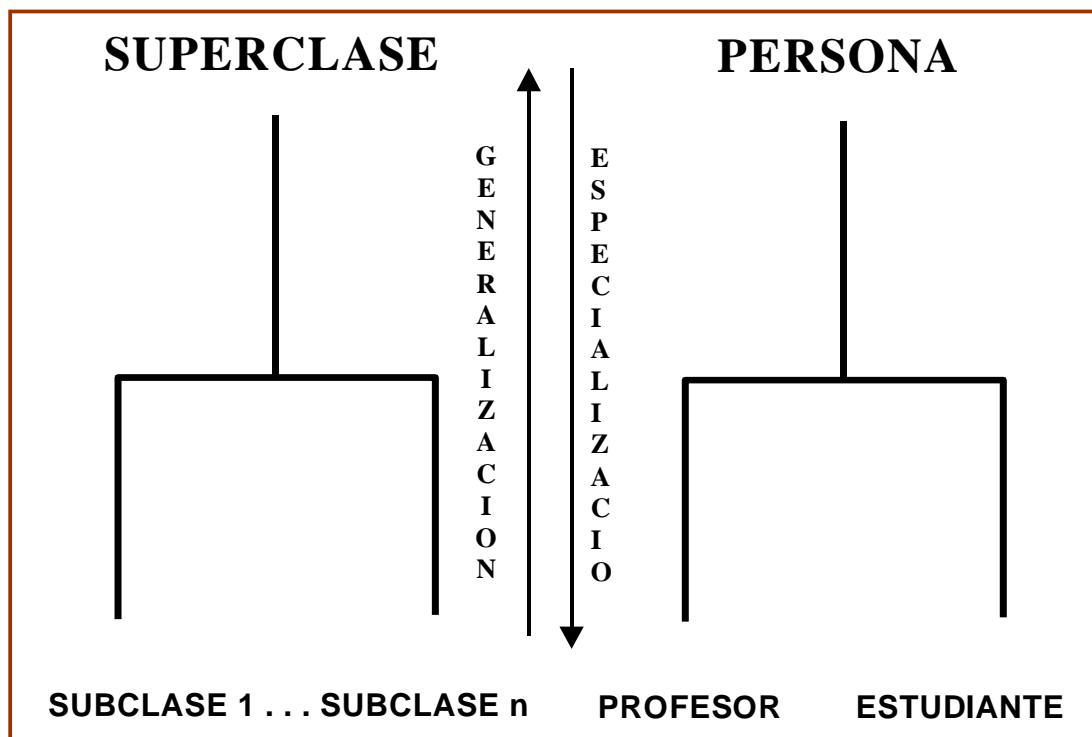 SUPERCLASE
PERSONA
GENERALIZACION
ESPECIALIZACIO
SUBCLASE 1 . . . SUBCLASE n
PROFESOR
ESTUDIANTE